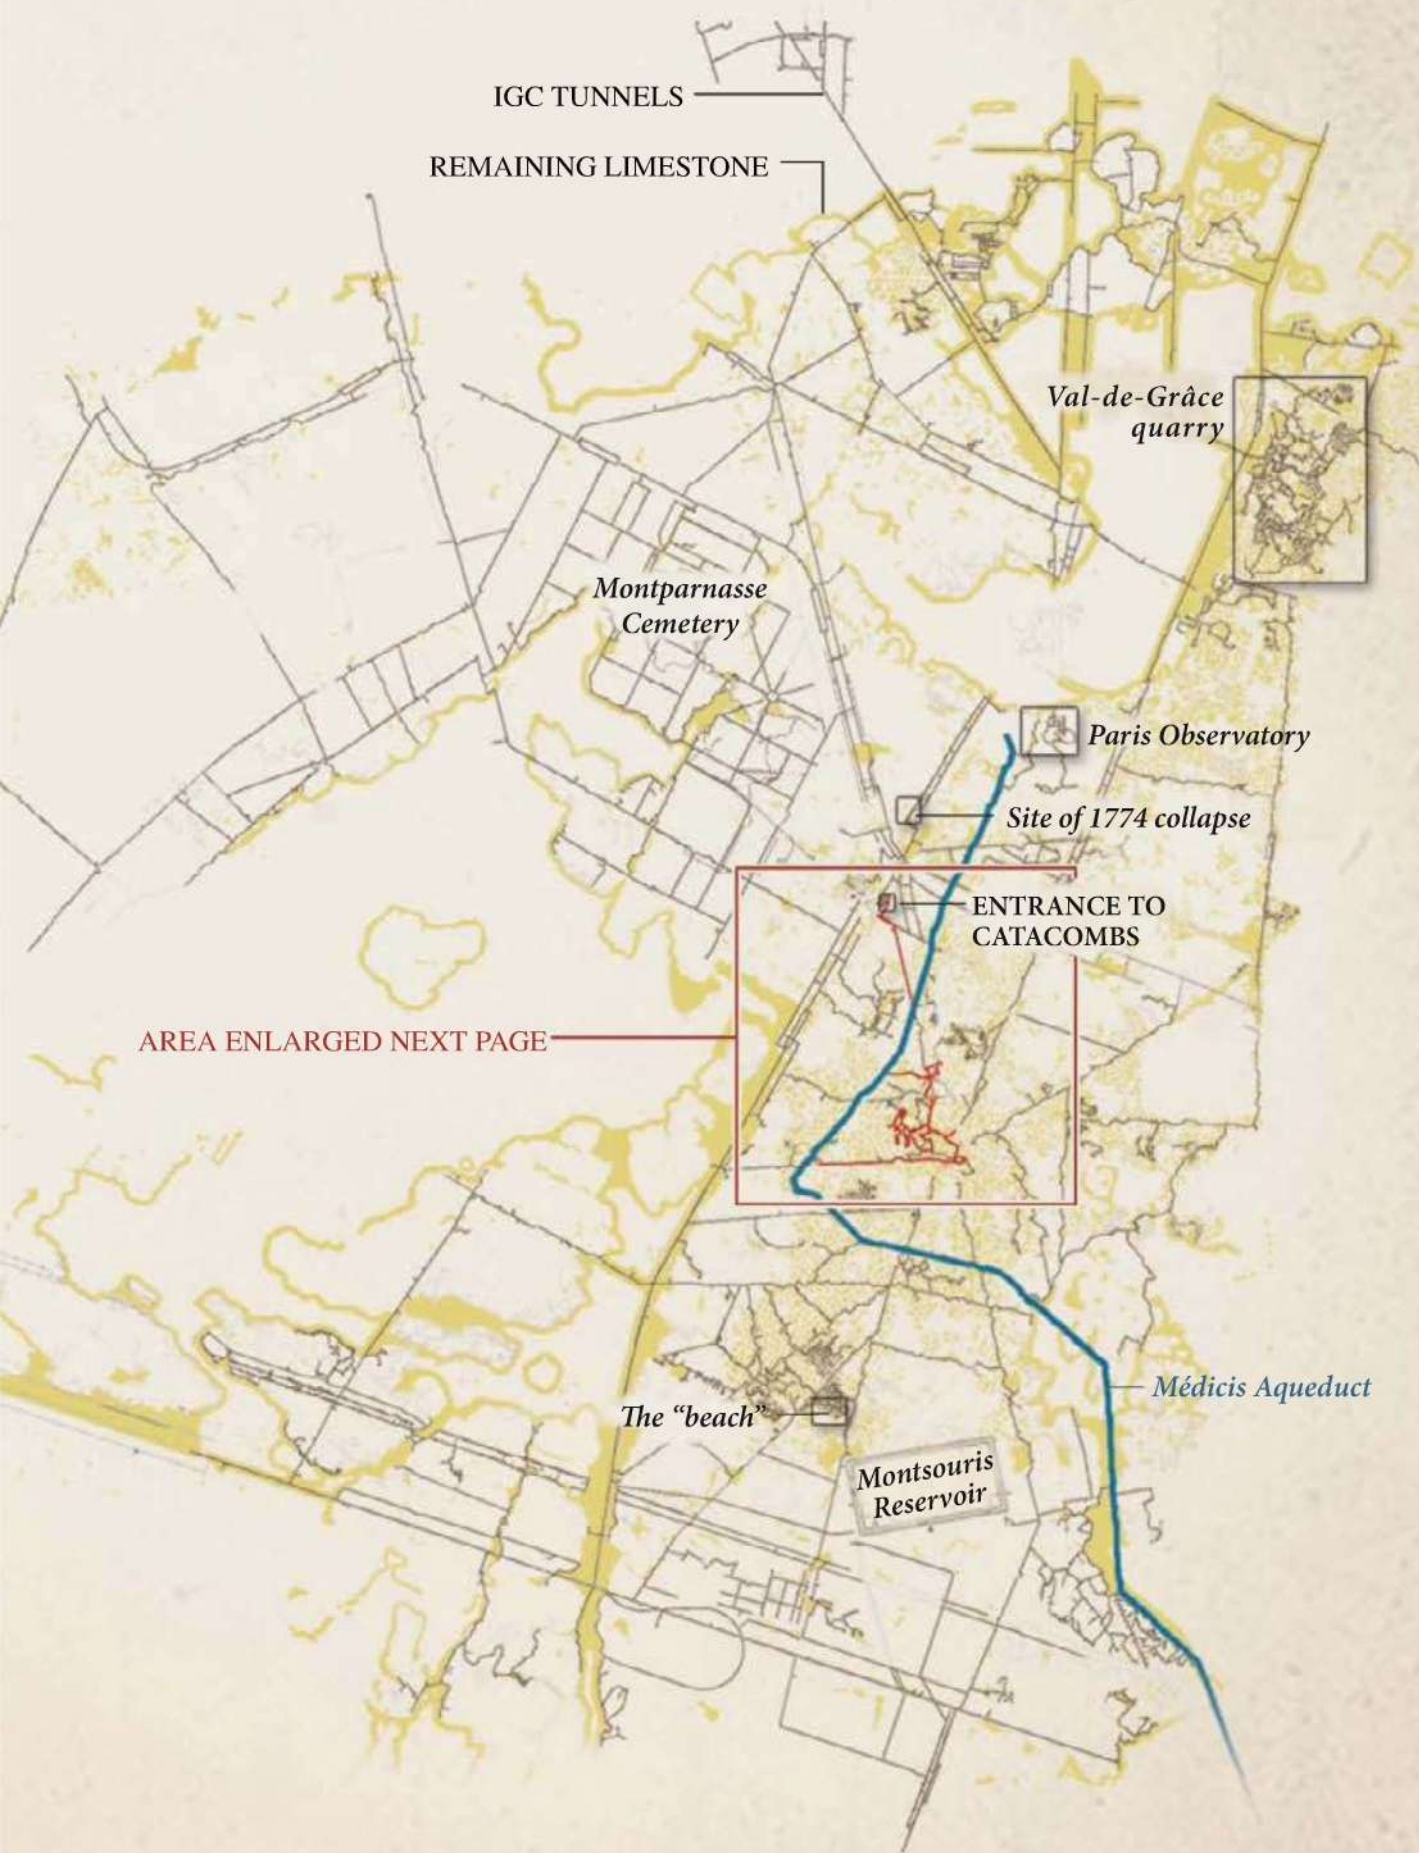 IGC TUNNELS
REMAINING LIMESTONE
Val-de-Grâce
quarry
Montparnasse
Cemetery
Paris Observatory
Site of 1774 collapse
ENTRANCE TO
CATACOMBS
AREA ENLARGED NEXT PAGE
Médicis Aqueduct
The “beach”
Montsouris
Reservoir